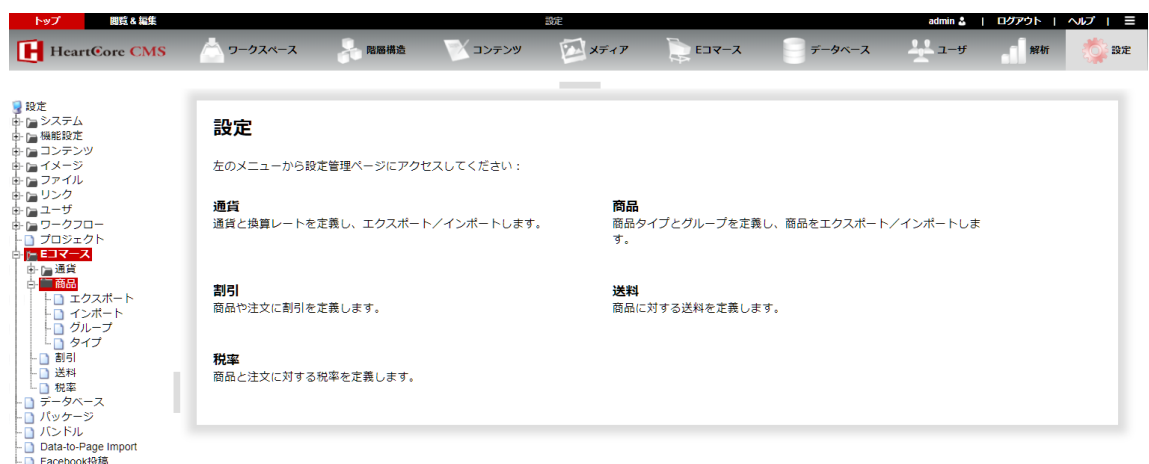 トップ 閲覧 & 編集 設定 admin | ログアウト | ヘルプ |
HeartCore CMS ワークスペース 階層構造 コンテンツ メディア Eコマース データベース ユーザ 解析 設定
設定
システム
機能設定
コンテンツ
イメージ
ファイル
リンク
ユーザ
ワークフロー
プロジェクト
Eコマース
通貨
商品
エクスポート
インポート
グループ
タイプ
割引
送料
税率
データベース
パッケージ
バンドル
Data-to-Page Import
Facebook投稿
設定
左のメニューから設定管理ページにアクセスしてください：
通貨
通貨と換算レートを定義し、エクスポート／インポートします。
商品
商品タイプとグループを定義し、商品をエクスポート／インポートしま
す。
割引
商品や注文に割引を定義します。
送料
商品に対する送料を定義します。
税率
商品と注文に対する税率を定義します。